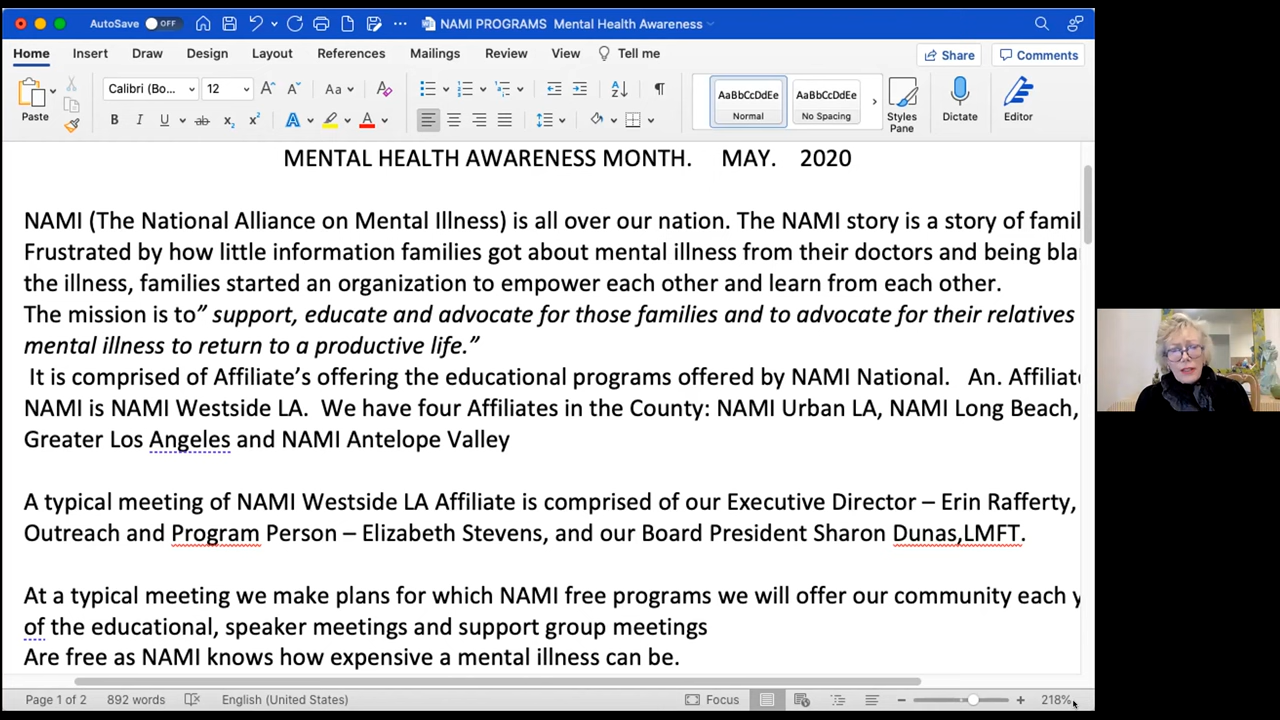 AutoSave OFF NAMI PROGRAMS Mental Health Awareness
Home Insert Draw Design Layout References Mailings Review View Tell me Share Comments
Paste Calibri (Bo... 12 AaBbCcDdEe Normal AaBbCcDdEe No Spacing Styles Pane Dictate Editor
MENTAL HEALTH AWARENESS MONTH. MAY. 2020
NAMI (The National Alliance on Mental Illness) is all over our nation. The NAMI story is a story of famil
Frustrated by how little information families got about mental illness from their doctors and being bla
the illness, families started an organization to empower each other and learn from each other.
The mission is to” support, educate and advocate for those families and to advocate for their relatives
mental illness to return to a productive life.”
It is comprised of Affiliate’s offering the educational programs offered by NAMI National. An. Affiliate
NAMI is NAMI Westside LA. We have four Affiliates in the County: NAMI Urban LA, NAMI Long Beach,
Greater Los Angeles and NAMI Antelope Valley
A typical meeting of NAMI Westside LA Affiliate is comprised of our Executive Director – Erin Rafferty,
Outreach and Program Person – Elizabeth Stevens, and our Board President Sharon Dunas,LMFT.
At a typical meeting we make plans for which NAMI free programs we will offer our community each y
of the educational, speaker meetings and support group meetings
Are free as NAMI knows how expensive a mental illness can be.
Page 1 of 2 892 words English (United States) Focus 218%